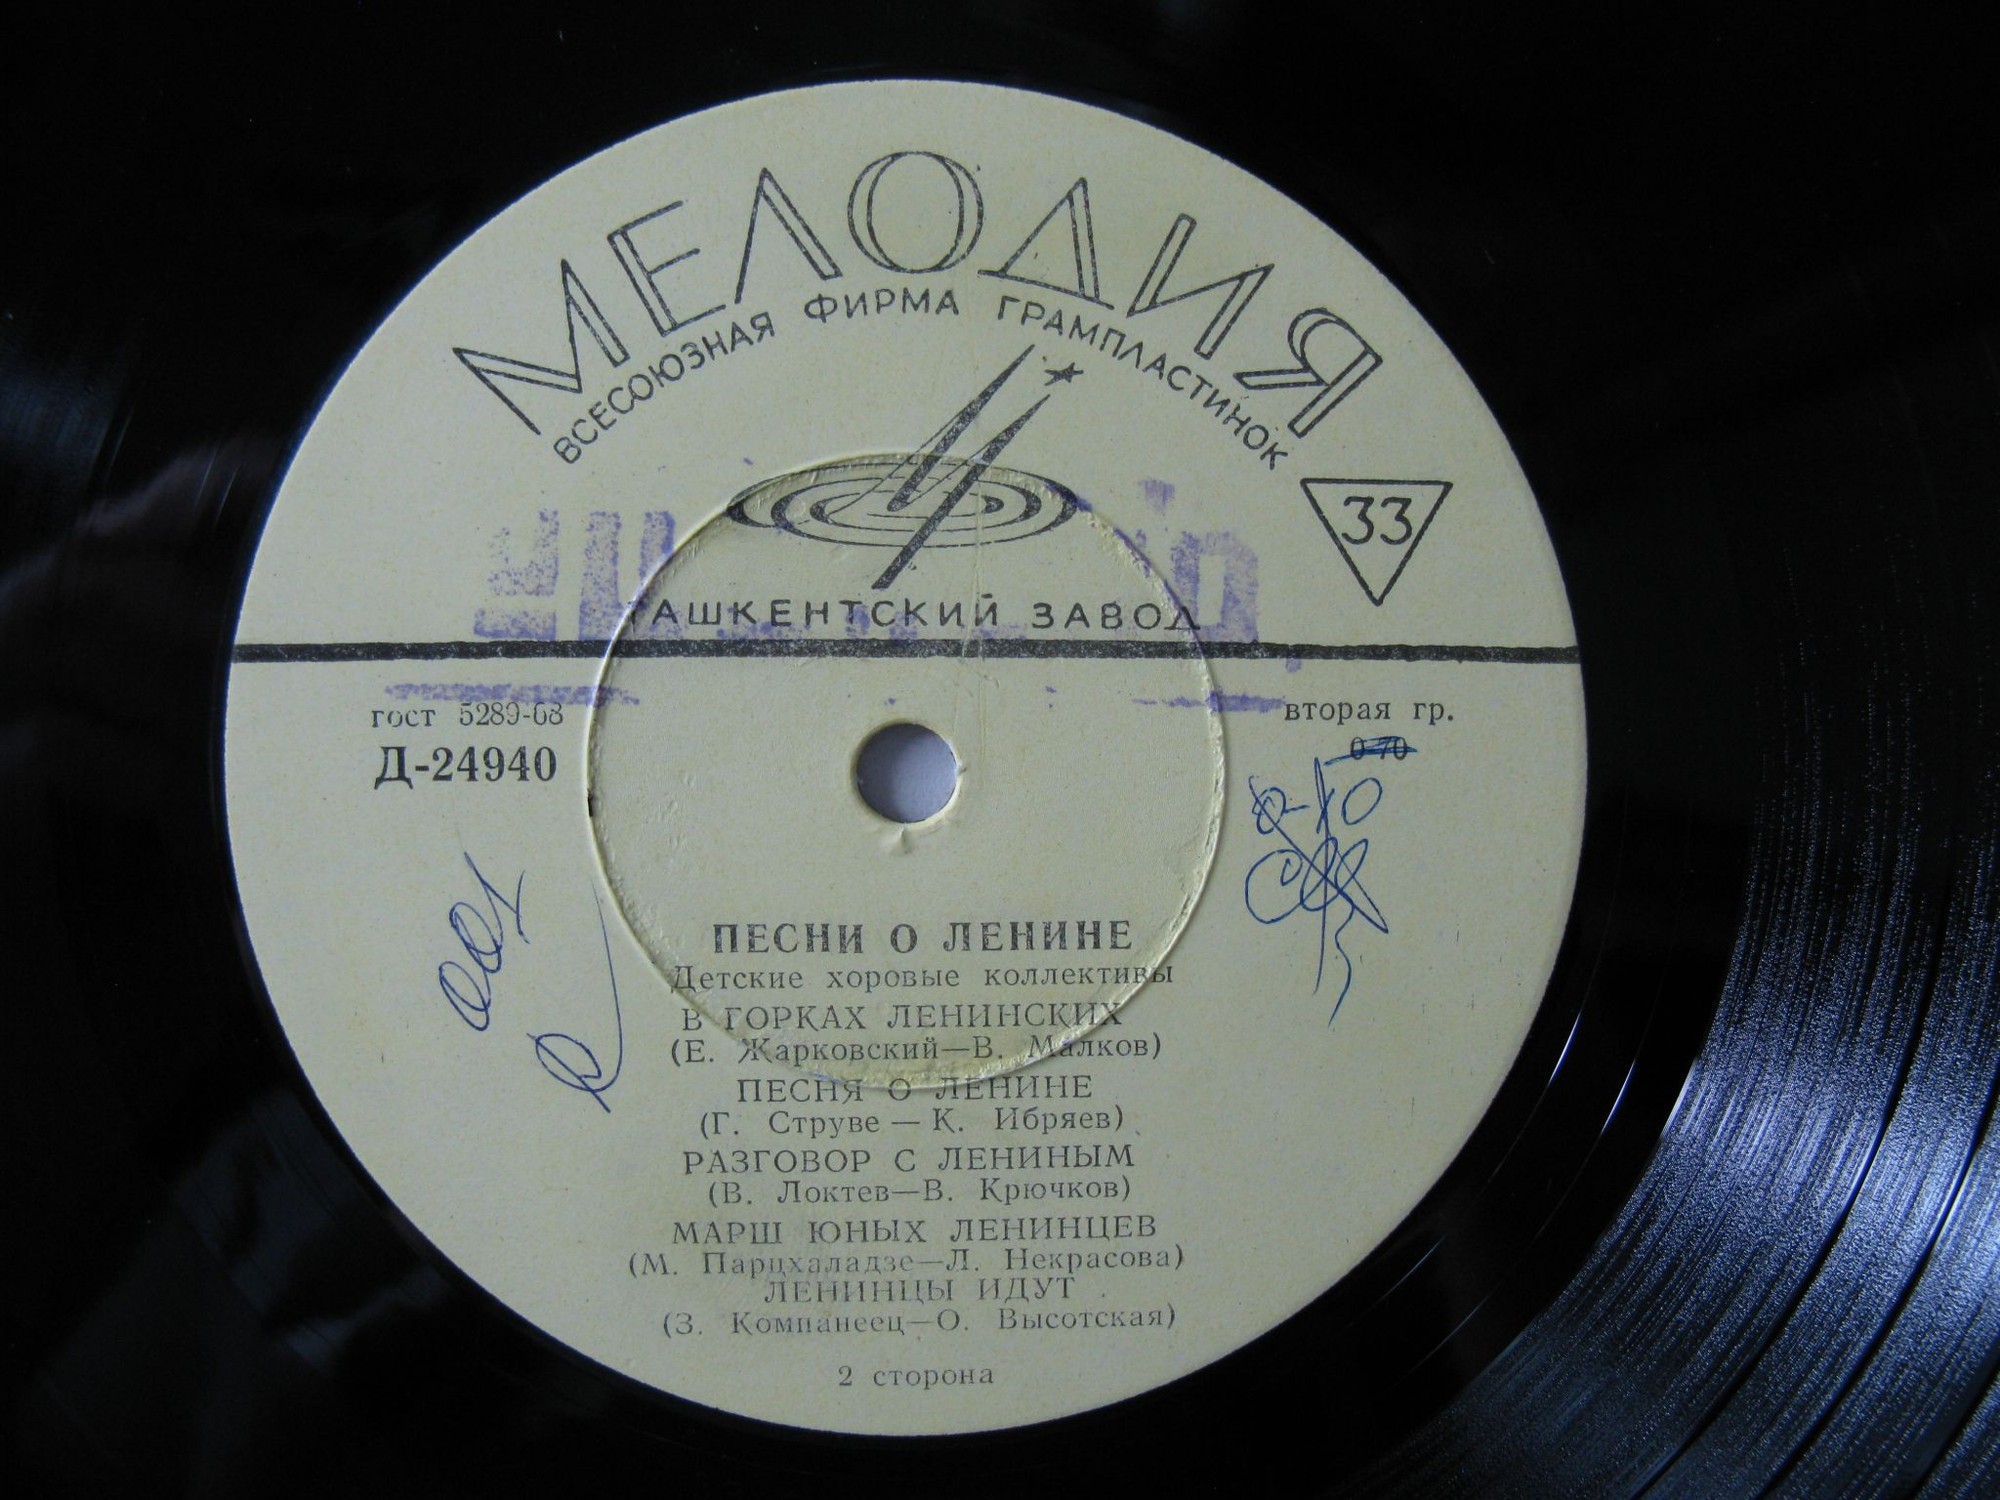 МЕЛОДИЯ
ВСЕСОЮЗНАЯ ФИРМА ГРАМПЛАСТИНОК
33
ТАШКЕНТСКИЙ ЗАВОД
гост 5289-68
вторая гр.
Д-24940
0-70
0-10
ПЕСНИ О ЛЕНИНЕ
Детские хоровые коллективы
В ГОРКАХ ЛЕНИНСКИХ
(Е. Жарковский—В. Малков)
ПЕСНЯ О ЛЕНИНЕ
(Г. Струве — К. Ибряев)
РАЗГОВОР С ЛЕНИНЫМ
(В. Локтев—В. Крючков)
МАРШ ЮНЫХ ЛЕНИНЦЕВ
(М. Парцхаладзе—Л. Некрасова)
ЛЕНИНЦЫ ИДУТ
(З. Компанеец—О. Высотская)
2 сторона